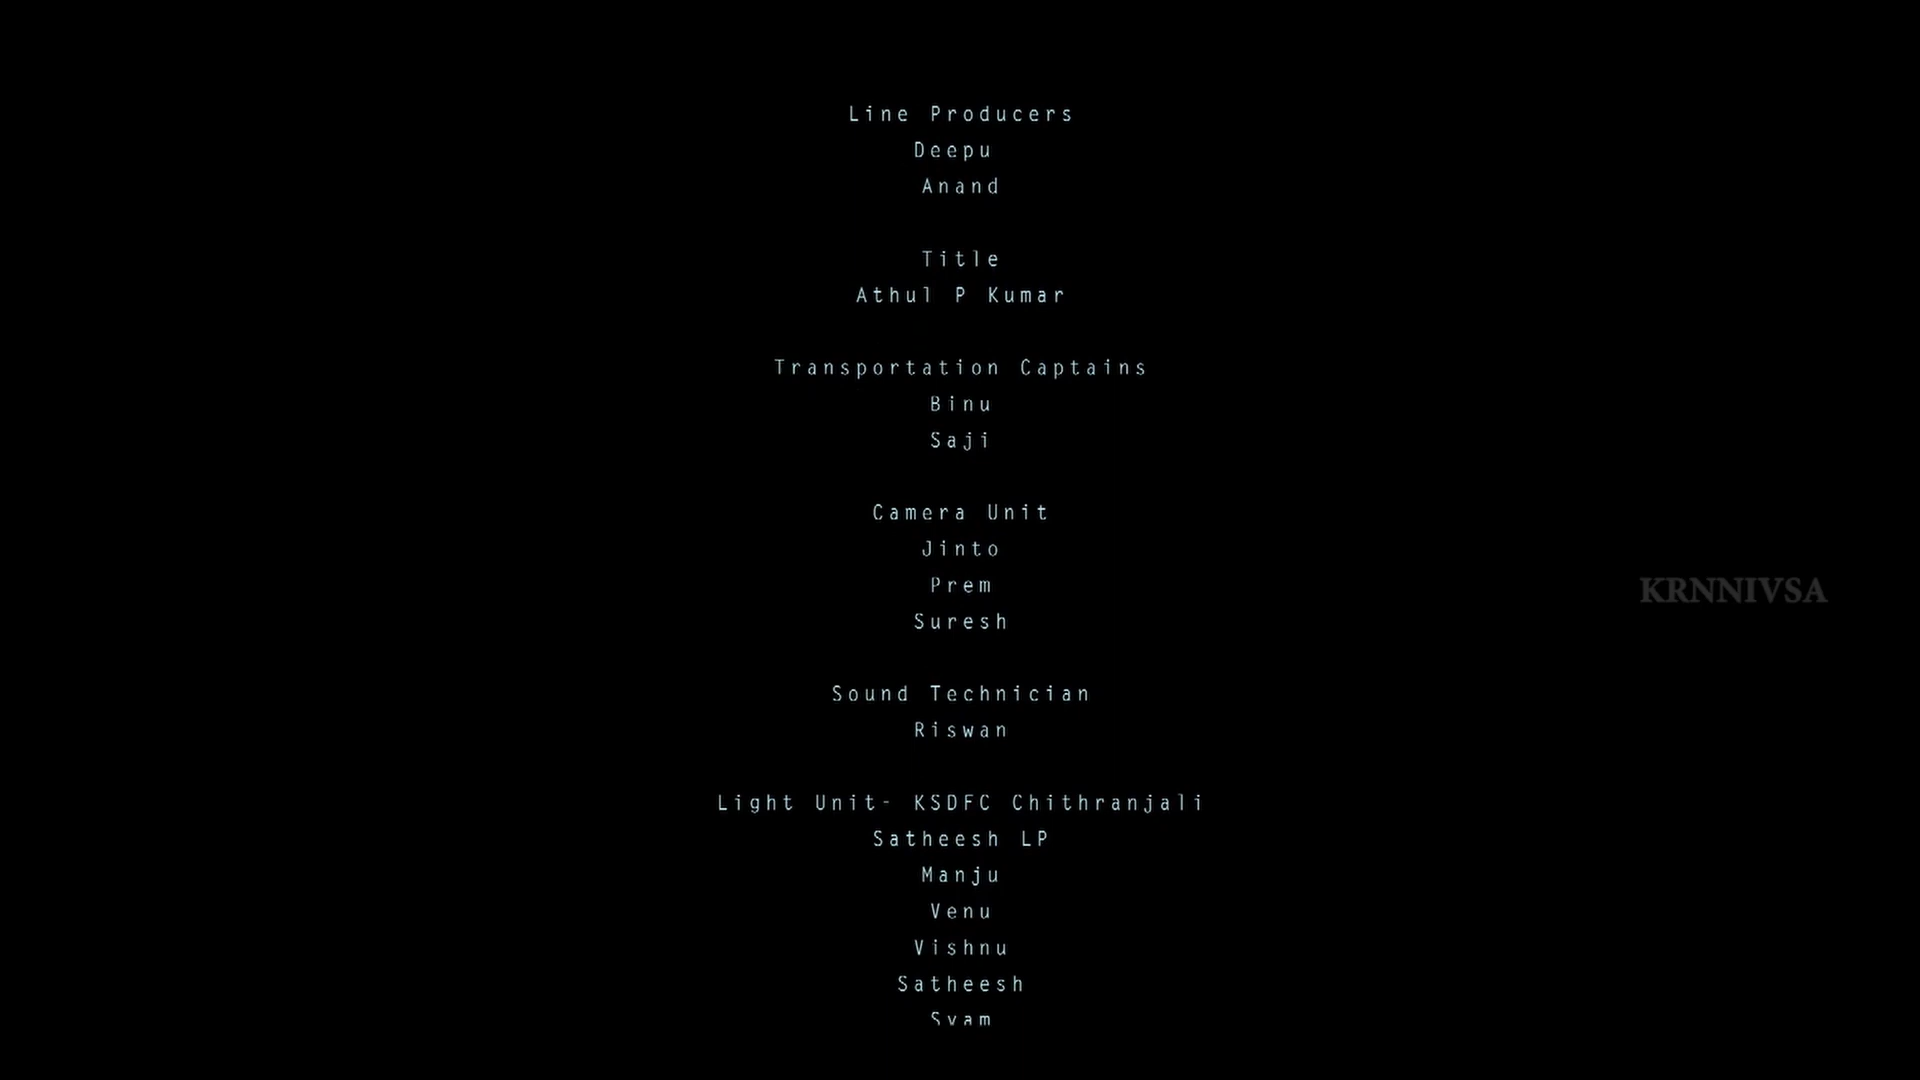 Line Producers
Deepu
Anand
Title
Athul P Kumar
Transportation Captains
Binu
Saji
Camera Unit
Jinto
Prem
Suresh
KRNNIVSA
Sound Technician
Riswan
Light Unit- KSDFC Chithranjali
Satheesh LP
Manju
Venu
Vishnu
Satheesh
Syam